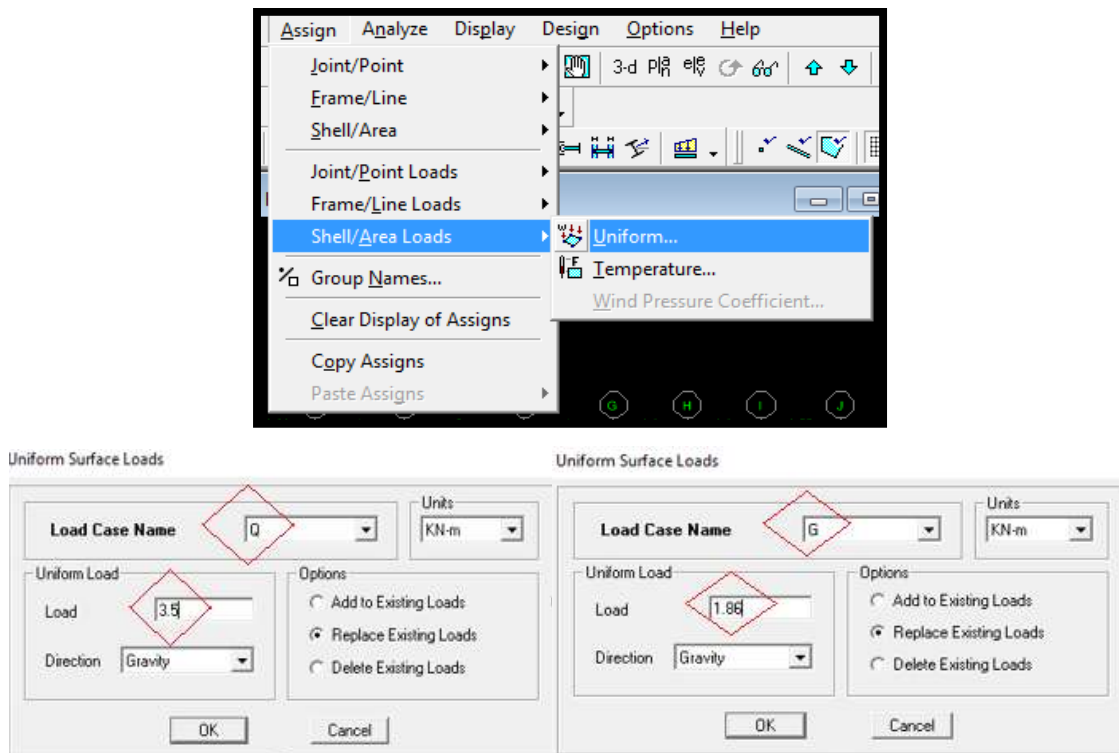 Assign Analyze Display Design Options Help
Joint/Point
3-d
Frame/Line
Shell/Area
Joint/Point Loads
Frame/Line Loads
Shell/Area Loads
Uniform...
Temperature...
Group Names...
Wind Pressure Coefficient...
Clear Display of Assigns
Copy Assigns
Paste Assigns
G H I J
Uniform Surface Loads
Load Case Name Q
Units
KN-m
Uniform Load
Load 3.5
Direction Gravity
Options
Add to Existing Loads
Replace Existing Loads
Delete Existing Loads
OK Cancel
Uniform Surface Loads
Load Case Name G
Units
KN-m
Uniform Load
Load 1.86
Direction Gravity
Options
Add to Existing Loads
Replace Existing Loads
Delete Existing Loads
OK Cancel